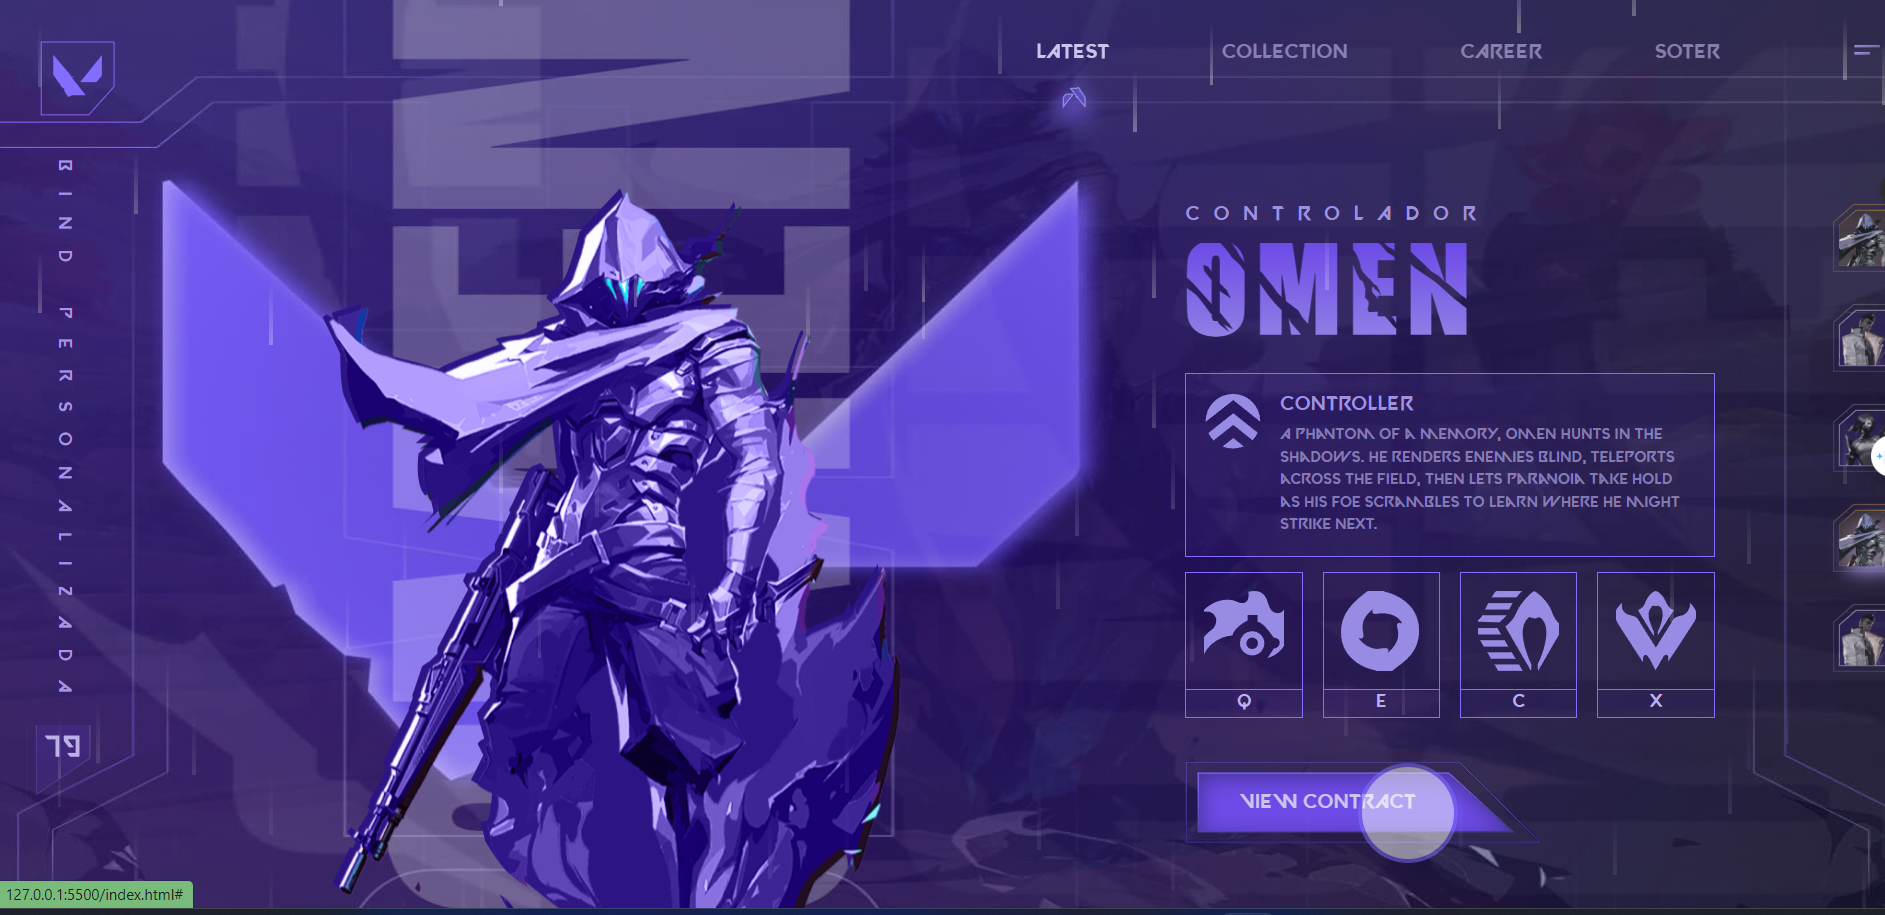 LATEST
COLLECTION
CAREER
SOTER
BIND PERSONALIZADA
79
CONTROLADOR
OMEN
CONTROLLER
A PHANTOM OF A MEMORY, OMEN HUNTS IN THE
SHADOWS. HE RENDERS ENEMIES BLIND, TELEPORTS
ACROSS THE FIELD, THEN LETS PARANOIA TAKE HOLD
AS HIS FOE SCRAMBLES TO LEARN WHERE HE MIGHT
STRIKE NEXT.
Q
E
C
X
VIEW CONTRACT
127.0.0.1:5500/index.html#